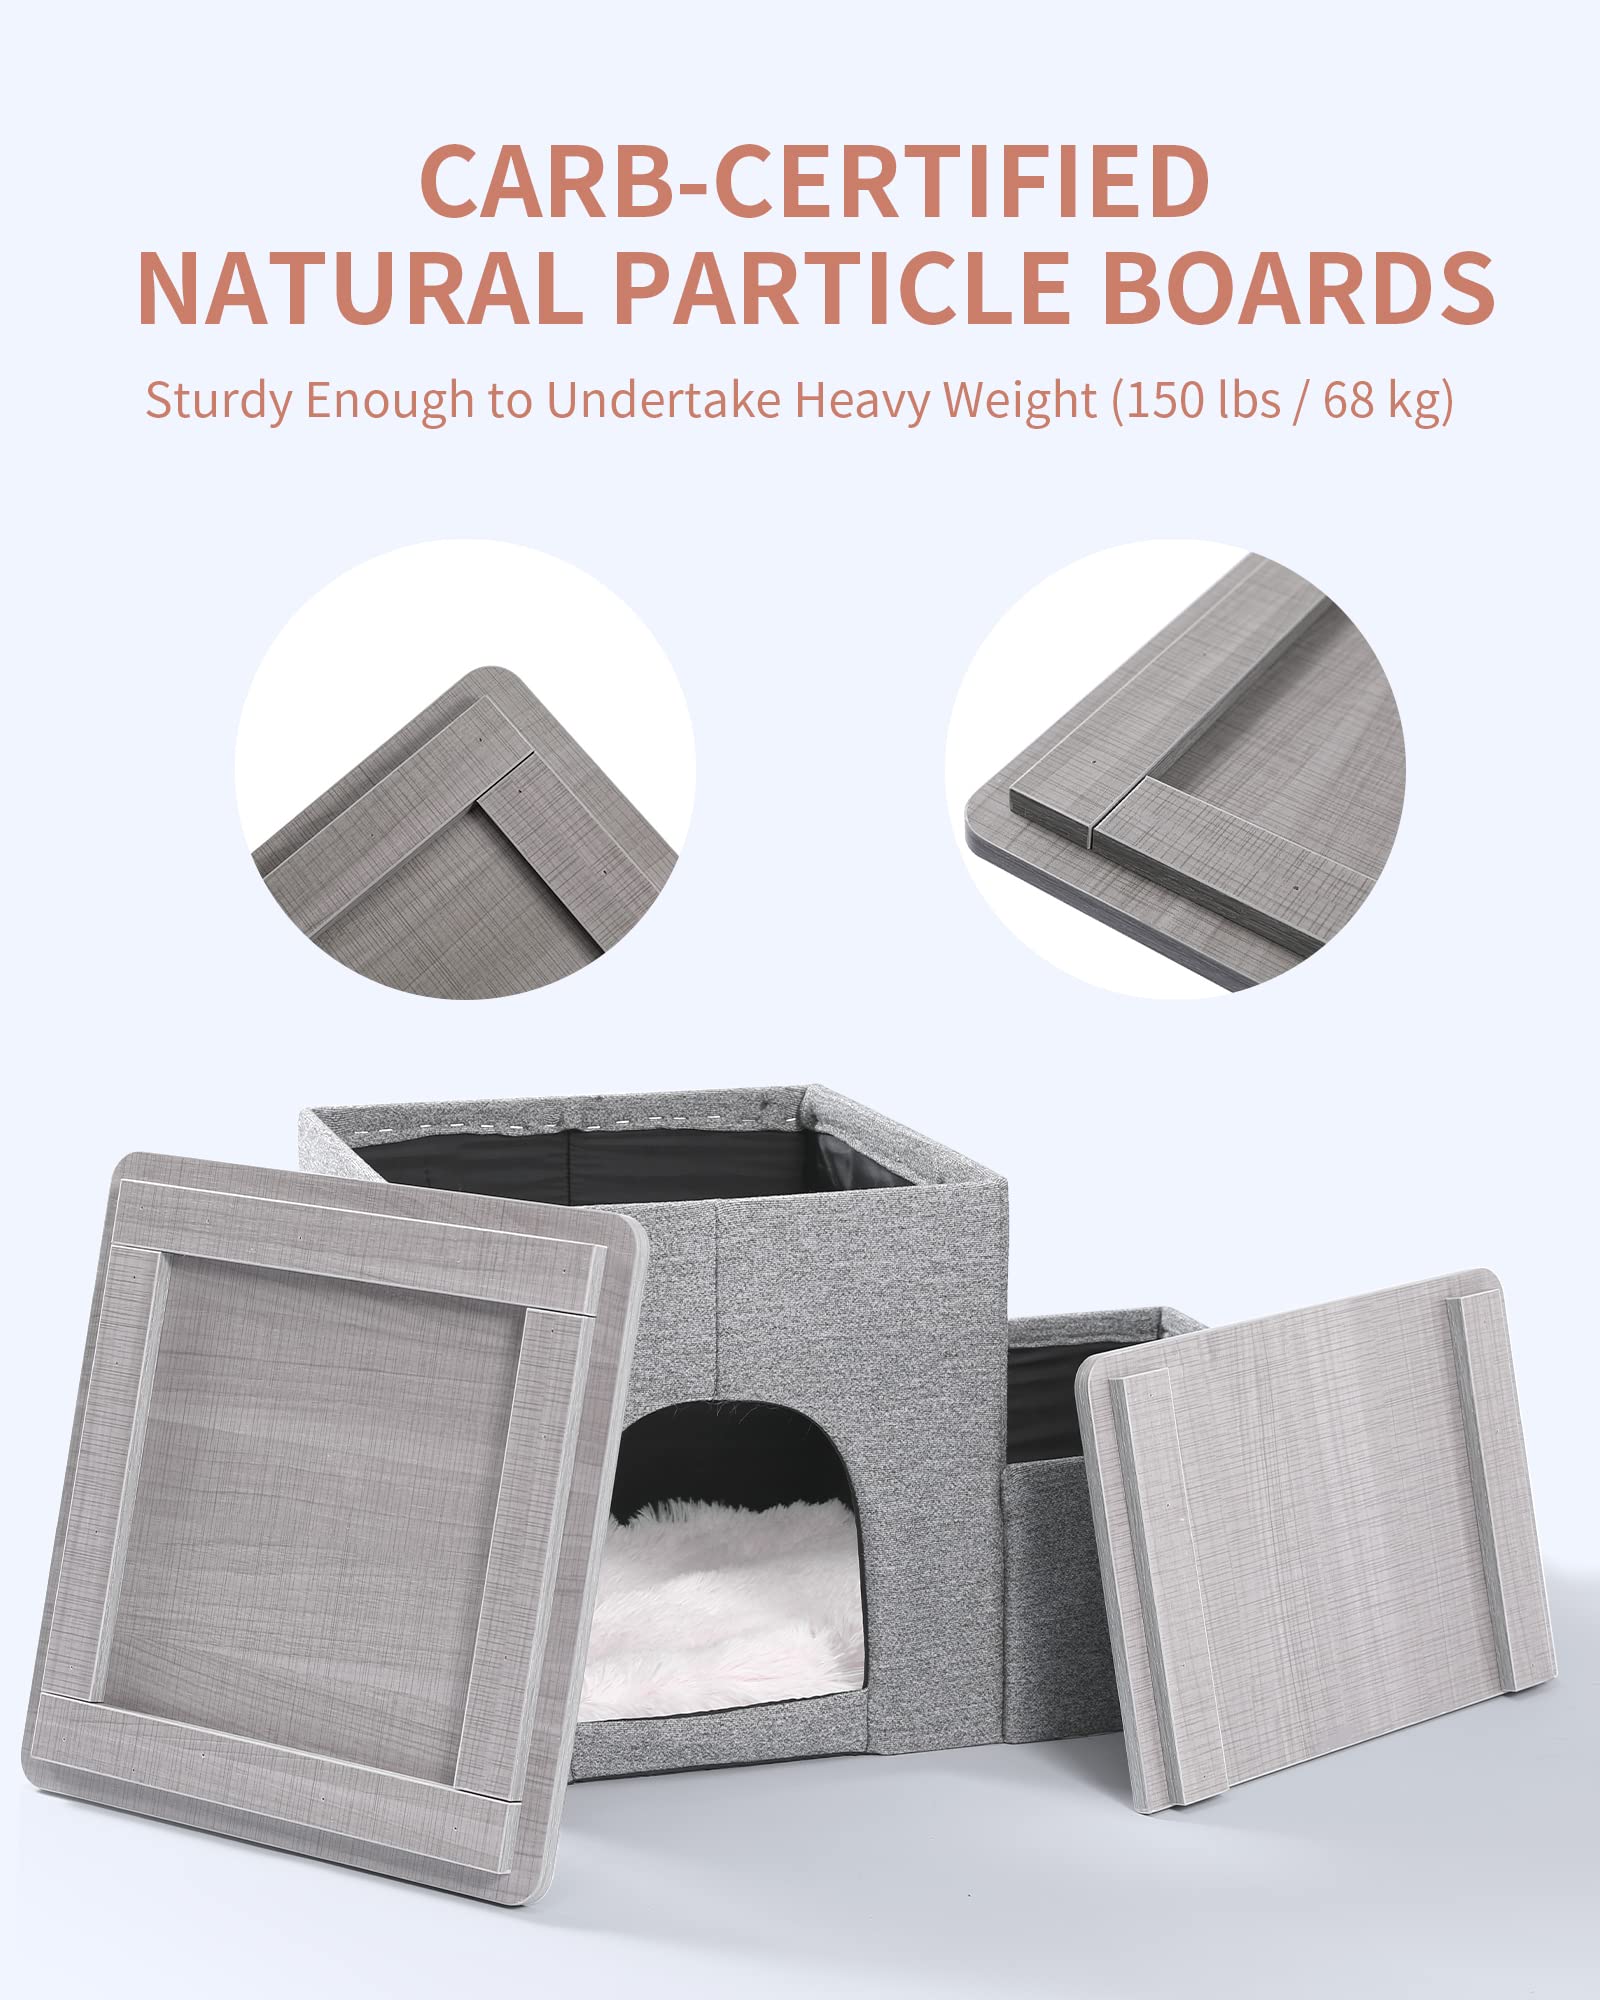 CARB-CERTIFIED
NATURAL PARTICLE BOARDS
Sturdy Enough to Undertake Heavy Weight (150 lbs / 68 kg)